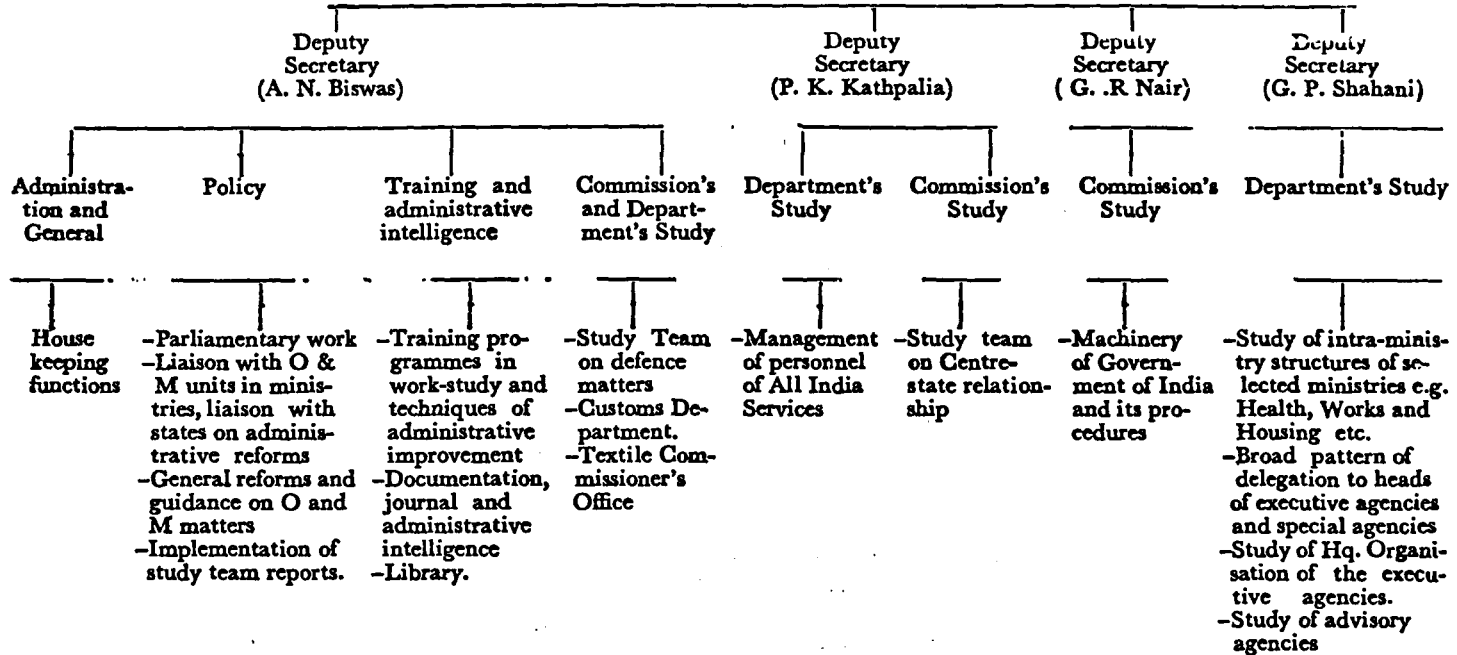 Deputy
Secretary
(A. N. Biswas)
Deputy
Secretary
(P. K. Kathpalia)
Deputy
Secretary
( G. .R Nair)
Deputy
Secretary
(G. P. Shahani)
Administra-
tion and
General
Policy
Training and
administrative
intelligence
Commission's
and Depart-
ment's Study
Department's
Study
Commission's
Study
Commission's
Study
Department's Study
House
keeping
functions
–Parliamentary work
–Liaison with O &
M units in minis-
tries, liaison with
states on adminis-
trative reforms
–General reforms and
guidance on O and
M matters
–Implementation of
study team reports.
–Training pro-
grammes in
work-study and
techniques of
administrative
improvement
–Documentation,
journal and
administrative
intelligence
–Library.
–Study Team
on defence
matters
–Customs De-
partment.
–Textile Com-
missioner's
Office
–Management
of personnel
of All India
Services
–Study team
on Centre-
state relation-
ship
–Machinery
of Govern-
ment of India
and its pro-
cedures
–Study of intra-minis-
try structures of se-
lected ministries e.g.
Health, Works and
Housing etc.
–Broad pattern of
delegation to heads
of executive agencies
and special agencies
–Study of Hq. Organi-
sation of the execu-
tive agencies.
–Study of advisory
agencies